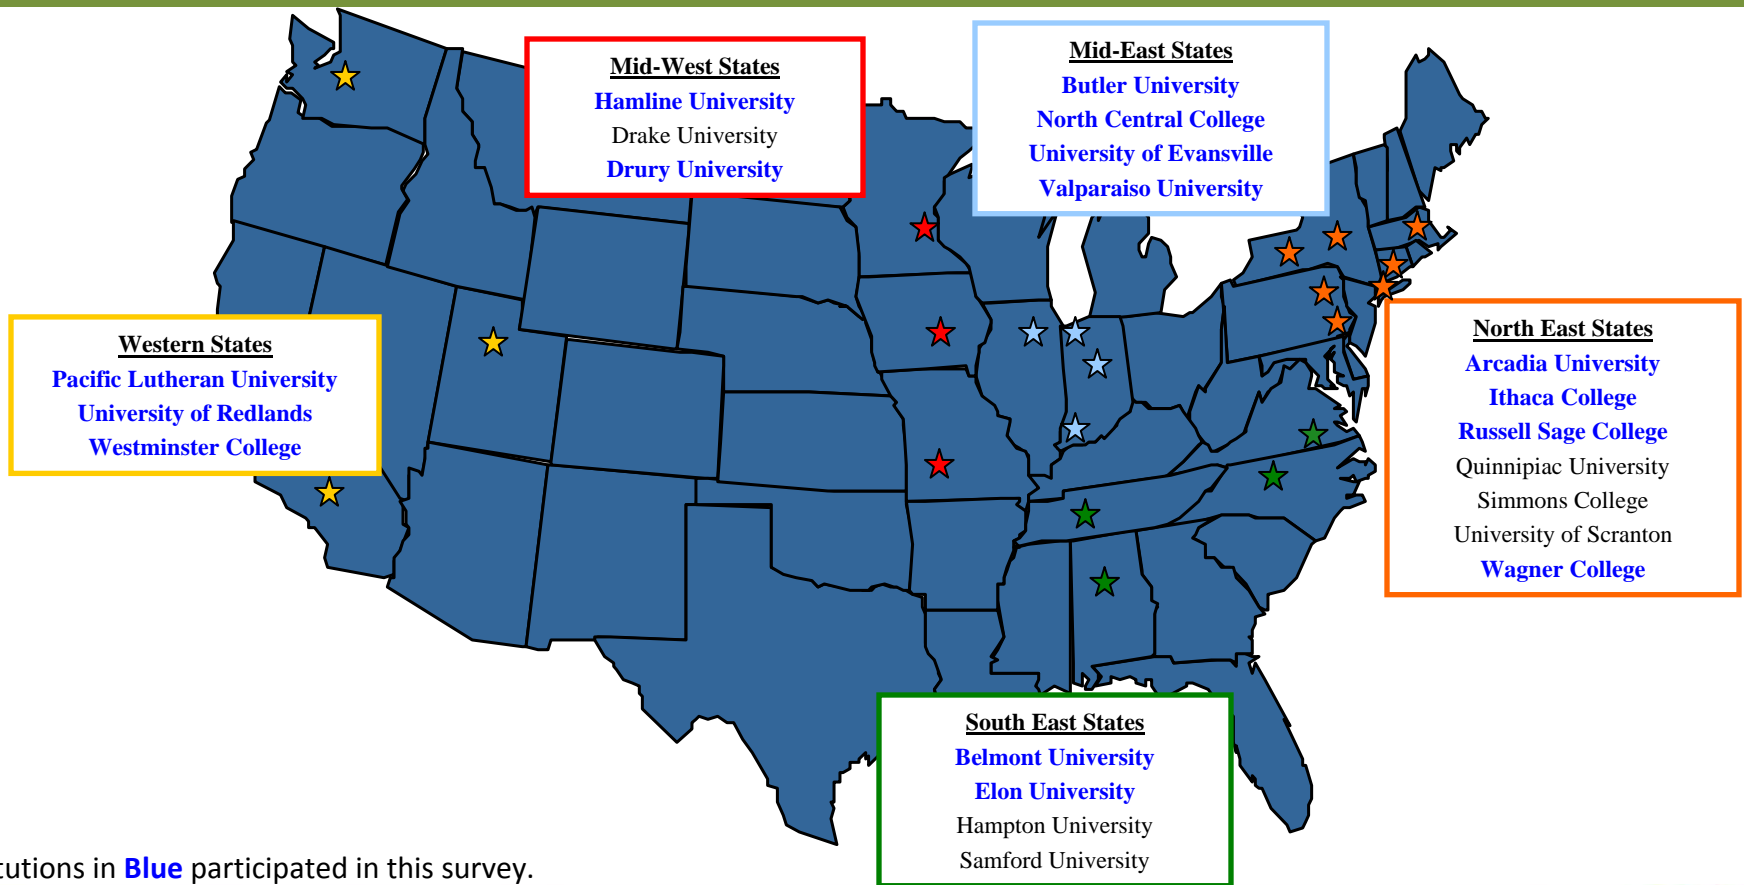 Mid-West States
Hamline University
Drake University
Drury University
Mid-East States
Butler University
North Central College
University of Evansville
Valparaiso University
Western States
Pacific Lutheran University
University of Redlands
Westminster College
North East States
Arcadia University
Ithaca College
Russell Sage College
Quinnipiac University
Simmons College
University of Scranton
Wagner College
South East States
Belmont University
Elon University
Hampton University
Samford University
tutions in Blue participated in this survey.